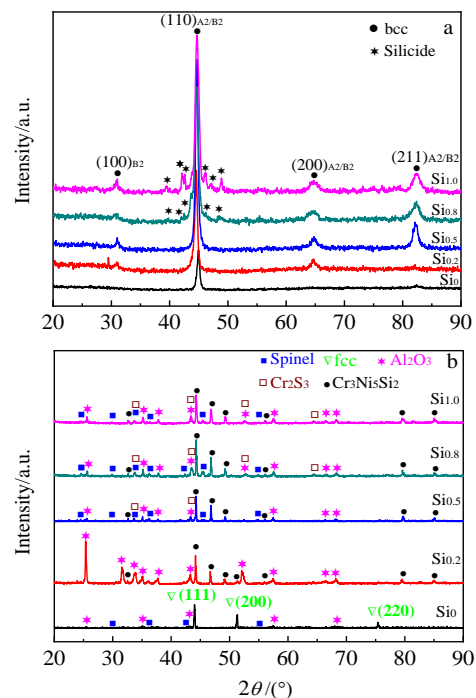 (110)A2/B2
a
bcc
Silicide
(100)B2
(200)A2/B2
(211)A2/B2
Si1.0
Si0.8
Si0.5
Si0.2
Si0
Intensity/a.u.
20 30 40 50 60 70 80 90
b
Spinel fcc Al2O3
Cr2S3 Cr3Ni5Si2
Si1.0
Si0.8
Si0.5
Si0.2
(111)
(200)
(220)
Si0
Intensity/a.u.
20 30 40 50 60 70 80 90
2θ/(°)